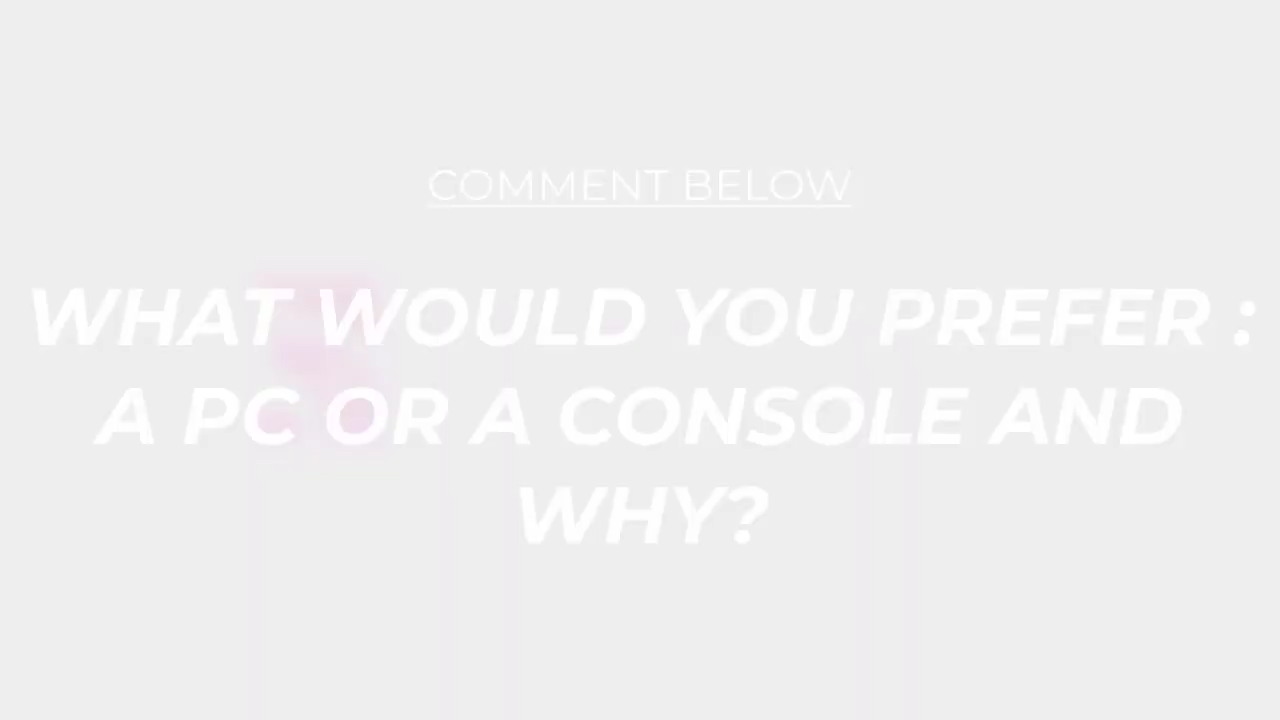 COMMENT BELOW
WHAT WOULD YOU PREFER :
A PC OR A CONSOLE AND
WHY?